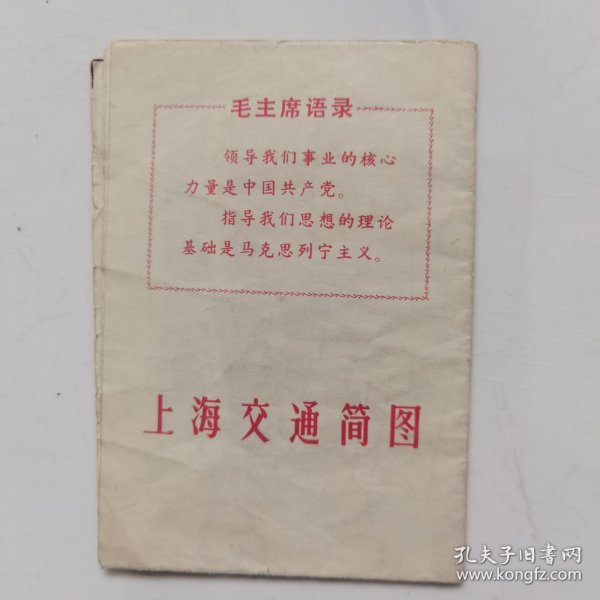 毛主席语录
领导我们事业的核心
力量是中国共产党。
指导我们思想的理论
基础是马克思列宁主义。
上海交通简图
孔夫子旧书网
www.kongfz.com